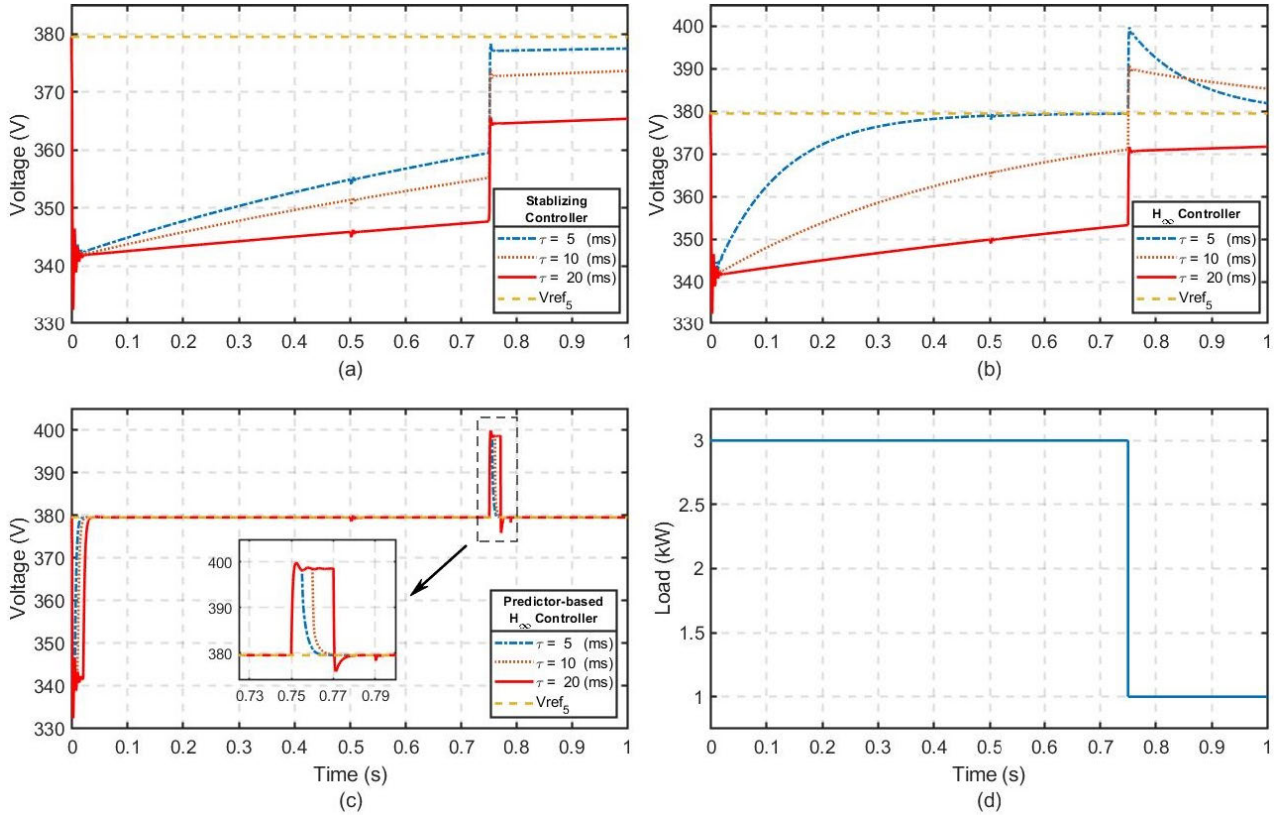 380
370
360
350
340
330
Voltage (V)
Stablizing
Controller
τ = 5 (ms)
τ = 10 (ms)
τ = 20 (ms)
Vref5
0 0.1 0.2 0.3 0.4 0.5 0.6 0.7 0.8 0.9 1
(a)
400
390
380
370
360
350
340
330
Voltage (V)
H∞ Controller
τ = 5 (ms)
τ = 10 (ms)
τ = 20 (ms)
Vref5
0 0.1 0.2 0.3 0.4 0.5 0.6 0.7 0.8 0.9 1
(b)
400
390
380
370
360
350
340
330
Voltage (V)
400
390
380
0.73 0.75 0.77 0.79
Predictor-based
H∞ Controller
τ = 5 (ms)
τ = 10 (ms)
τ = 20 (ms)
Vref5
0 0.1 0.2 0.3 0.4 0.5 0.6 0.7 0.8 0.9 1
Time (s)
(c)
3
2.5
2
1.5
1
Load (kW)
0 0.1 0.2 0.3 0.4 0.5 0.6 0.7 0.8 0.9 1
Time (s)
(d)